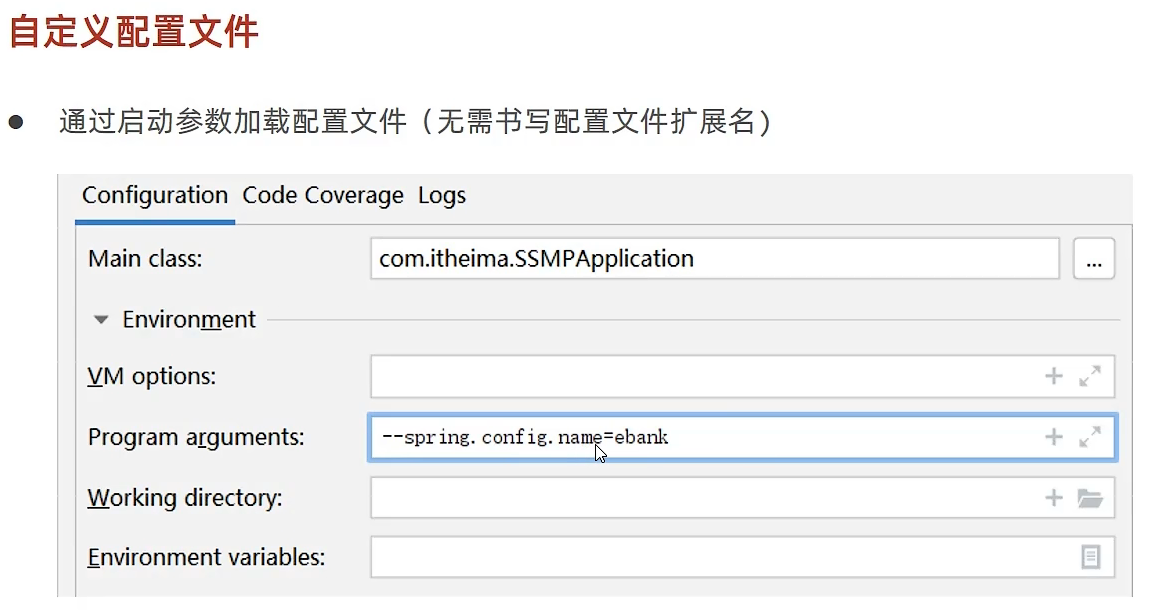 自定义配置文件
● 通过启动参数加载配置文件（无需书写配置文件扩展名）
Configuration Code Coverage Logs
Main class: com.itheima.SSMPApplication ...
Environment
VM options:
Program arguments: --spring.config.name=ebank
Working directory:
Environment variables: